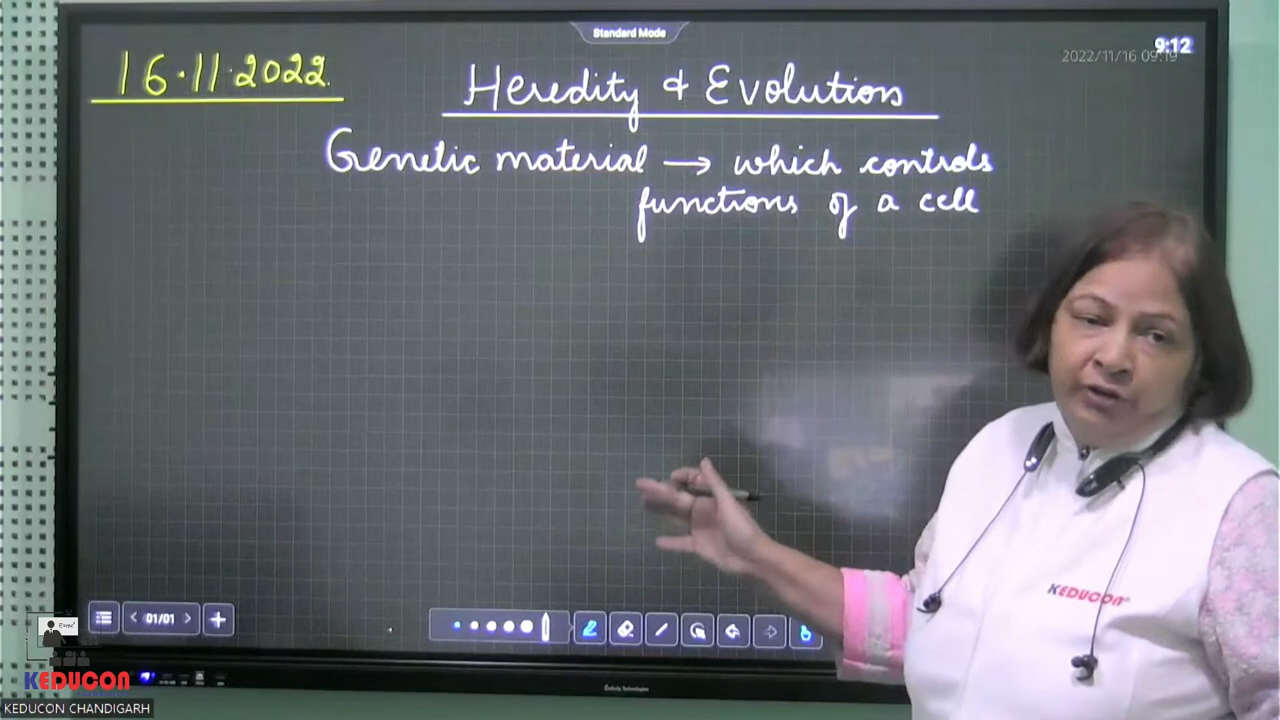 Standard Mode
9:12
2022/11/16 09:19
16.11.2022.
Heredity & Evolution
Genetic material → which controls
functions of a cell
KEDUCON
01/01
KEDUCON
KEDUCON CHANDIGARH